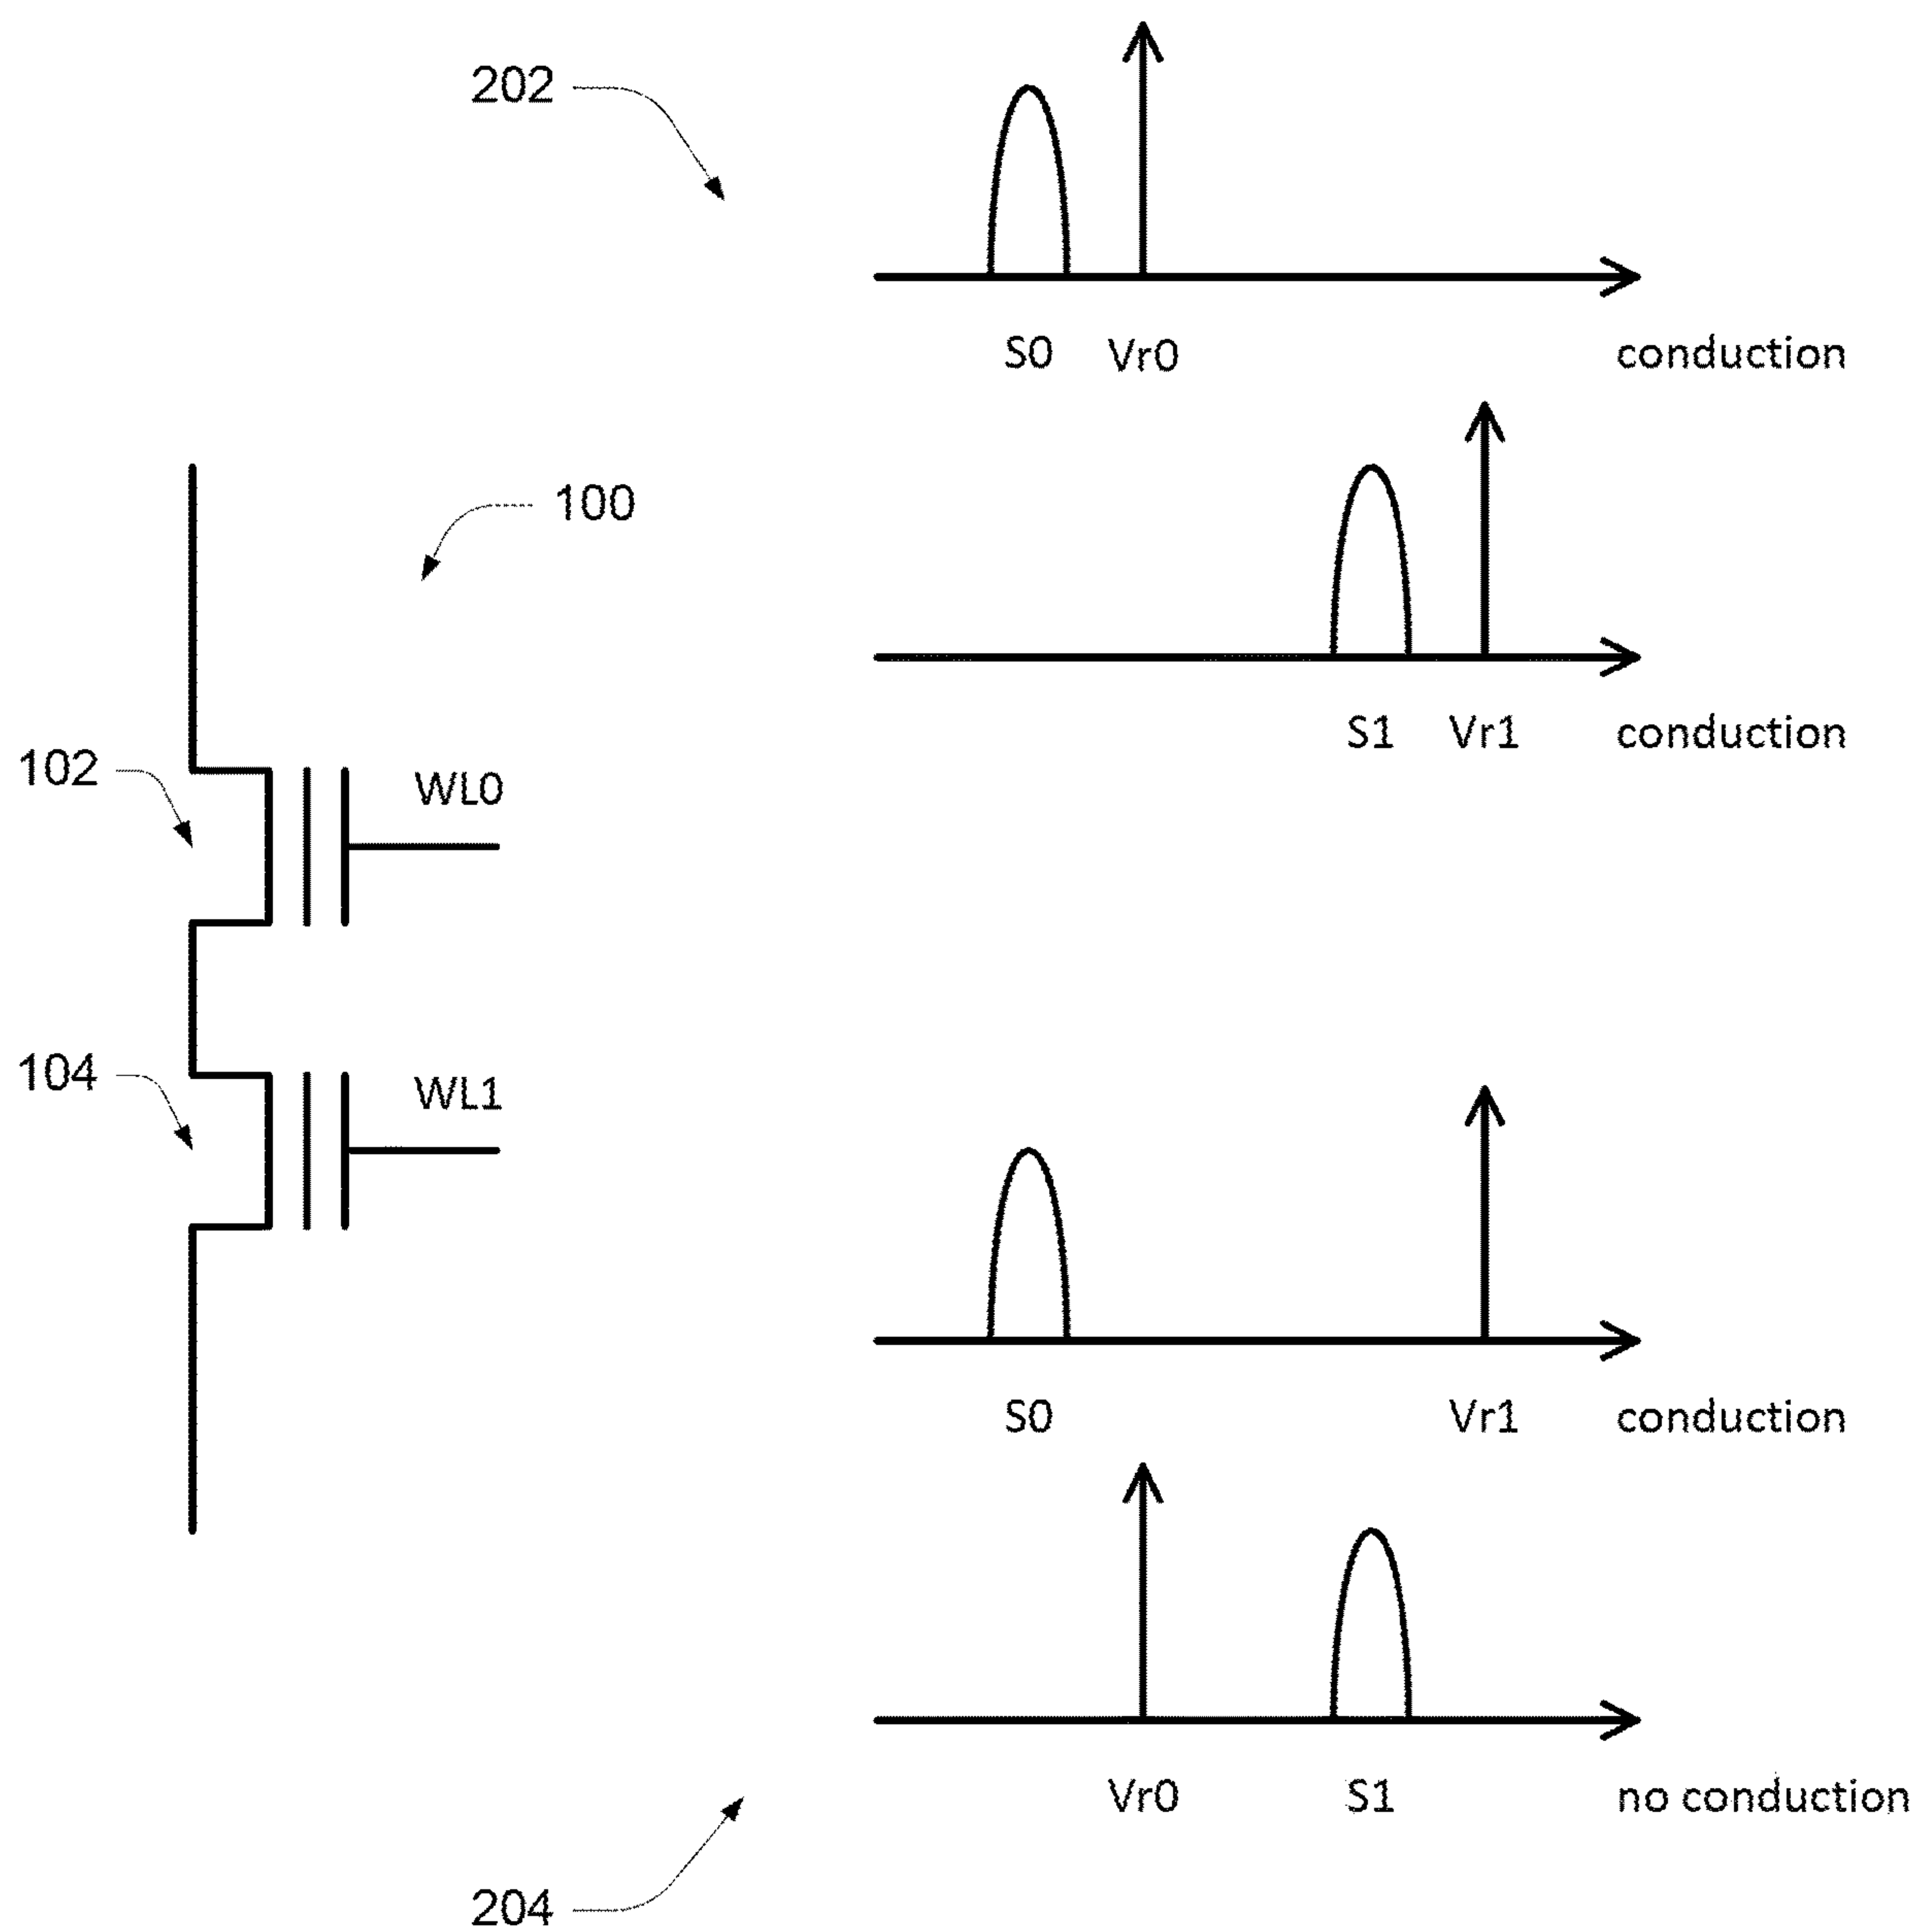 202
S0 Vr0 conduction
100
S1 Vr1 conduction
102
WL0
104
WL1
S0 Vr1 conduction
Vr0 S1 no conduction
204